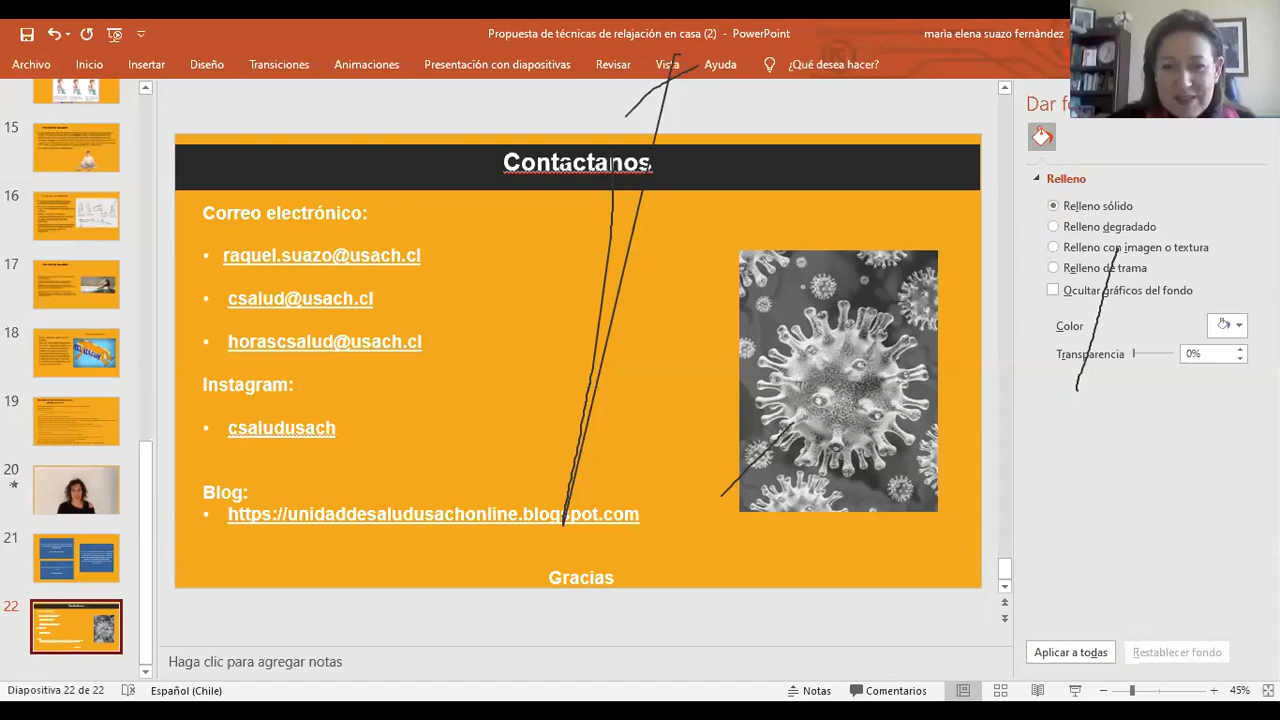 Propuesta de técnicas de relajación en casa (2) - PowerPoint
marìa elena suazo fernàndez
Archivo Inicio Insertar Diseño Transiciones Animaciones Presentación con diapositivas Revisar Vista Ayuda ¿Qué desea hacer?
15
16
17
18
19
20
21
22
Contactanos
Correo electrónico:
• raquel.suazo@usach.cl
• csalud@usach.cl
• horascsalud@usach.cl
Instagram:
• csaludusach
Blog:
• https://unidaddesaludusachonline.blogspot.com
Gracias
Haga clic para agregar notas
Relleno
Relleno sólido
Relleno degradado
Relleno con imagen o textura
Relleno de trama
Ocultar gráficos del fondo
Color
Transparencia 0%
Aplicar a todas Restablecer fondo
Diapositiva 22 de 22 Español (Chile) Notas Comentarios 45%